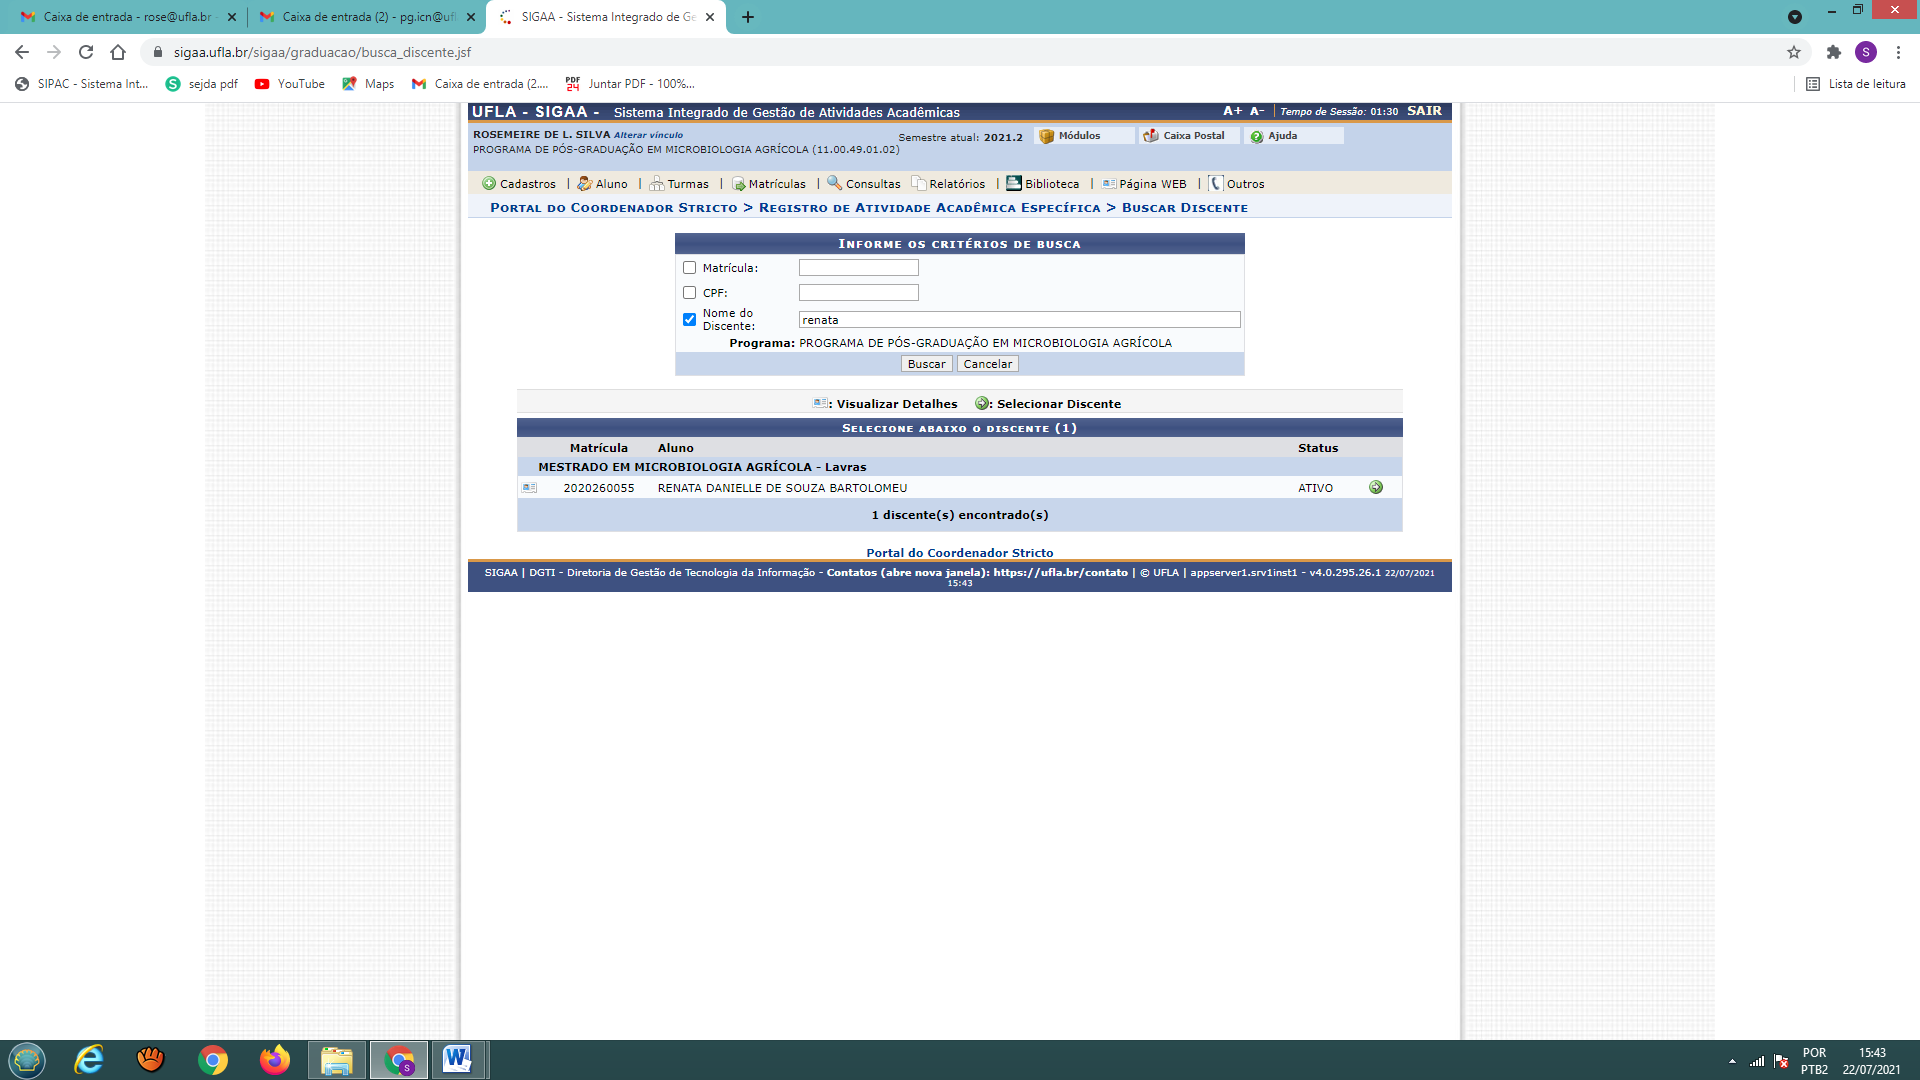 Caixa de entrada - rose@ufla.br
Caixa de entrada (2) - pg.icn@ufl
SIGAA - Sistema Integrado de Ge
sigaa.ufla.br/sigaa/graduacao/busca_discente.jsf
S
SIPAC - Sistema Int...
sejda pdf
YouTube
Maps
Caixa de entrada (2....
PDF 24
Juntar PDF - 100%...
Lista de leitura
UFLA - SIGAA - Sistema Integrado de Gestão de Atividades Acadêmicas
A+ A- Tempo de Sessão: 01:30 SAIR
ROSEMEIRE DE L. SILVA Alterar vínculo
Semestre atual: 2021.2
Módulos
Caixa Postal
Ajuda
PROGRAMA DE PÓS-GRADUAÇÃO EM MICROBIOLOGIA AGRÍCOLA (11.00.49.01.02)
Cadastros | Aluno | Turmas | Matrículas | Consultas Relatórios | Biblioteca | Página WEB | Outros
Portal do Coordenador Stricto > Registro de Atividade Acadêmica Específica > Buscar Discente
Informe os critérios de busca
Matrícula:
CPF:
Nome do
Discente:
renata
Programa: PROGRAMA DE PÓS-GRADUAÇÃO EM MICROBIOLOGIA AGRÍCOLA
Buscar Cancelar
: Visualizar Detalhes : Selecionar Discente
Selecione abaixo o discente (1)
Matrícula Aluno Status
MESTRADO EM MICROBIOLOGIA AGRÍCOLA - Lavras
2020260055 RENATA DANIELLE DE SOUZA BARTOLOMEU ATIVO
1 discente(s) encontrado(s)
Portal do Coordenador Stricto
SIGAA | DGTI - Diretoria de Gestão de Tecnologia da Informação - Contatos (abre nova janela): https://ufla.br/contato | © UFLA | appserver1.srv1inst1 - v4.0.295.26.1 22/07/2021
15:43
POR
PTB2
15:43
22/07/2021